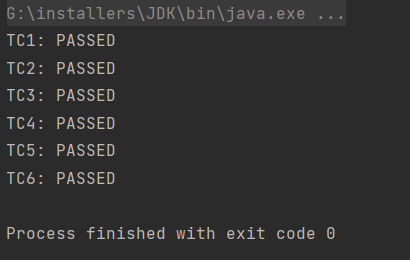 G:\installers\JDK\bin\java.exe ...
TC1: PASSED
TC2: PASSED
TC3: PASSED
TC4: PASSED
TC5: PASSED
TC6: PASSED
Process finished with exit code 0